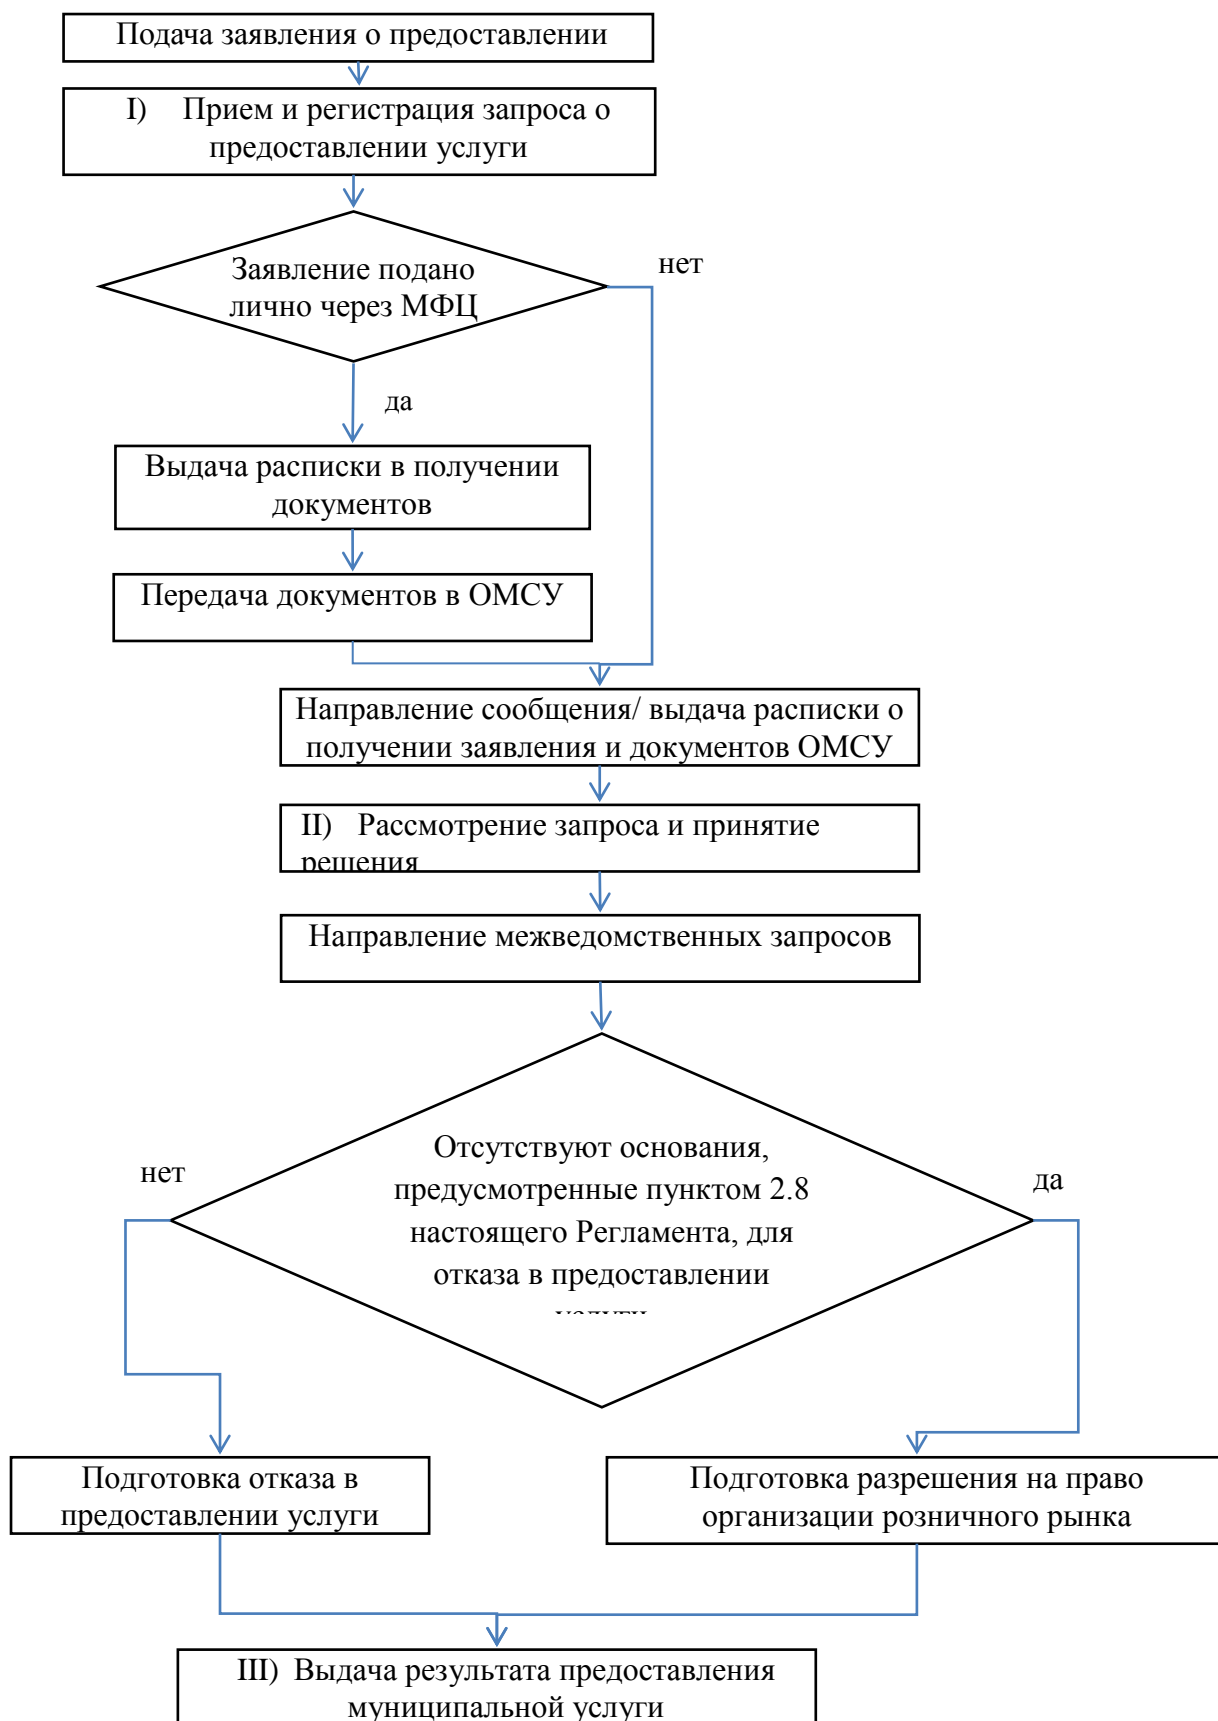 Подача заявления о предоставлении
I) Прием и регистрация запроса о
предоставлении услуги
Заявление подано
лично через МФЦ
нет
да
Выдача расписки в получении
документов
Передача документов в ОМСУ
Направление сообщения/ выдача расписки о
получении заявления и документов ОМСУ
II) Рассмотрение запроса и принятие
решения
Направление межведомственных запросов
Отсутствуют основания,
предусмотренные пунктом 2.8
настоящего Регламента, для
отказа в предоставлении
услуги
нет
да
Подготовка отказа в
предоставлении услуги
Подготовка разрешения на право
организации розничного рынка
III) Выдача результата предоставления
муниципальной услуги